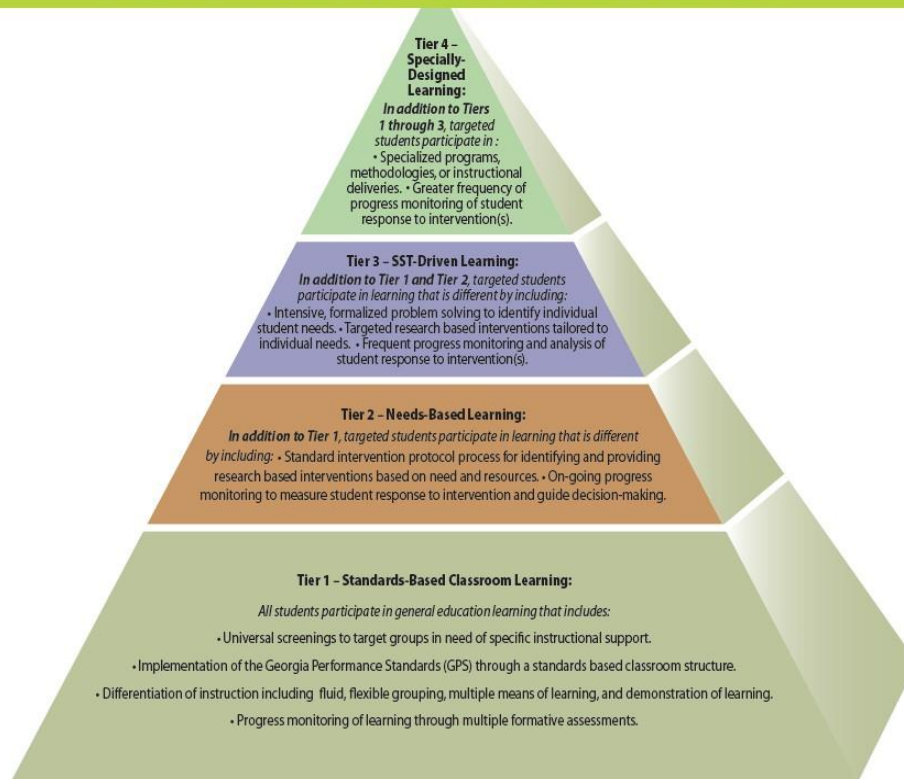 Tier 4 –
Specially-
Designed
Learning:
In addition to Tiers
1 through 3, targeted
students participate in :
• Specialized programs,
methodologies, or instructional
deliveries. • Greater frequency of
progress monitoring of student
response to intervention(s).
Tier 3 – SST-Driven Learning:
In addition to Tier 1 and Tier 2, targeted students
participate in learning that is different by including:
• Intensive, formalized problem solving to identify individual
student needs. • Targeted research based interventions tailored to
individual needs. • Frequent progress monitoring and analysis of
student response to intervention(s).
Tier 2 – Needs-Based Learning:
In addition to Tier 1, targeted students participate in learning that is different
by including: • Standard intervention protocol process for identifying and providing
research based interventions based on need and resources. • On-going progress
monitoring to measure student response to intervention and guide decision-making.
Tier 1 – Standards-Based Classroom Learning:
All students participate in general education learning that includes:
• Universal screenings to target groups in need of specific instructional support.
• Implementation of the Georgia Performance Standards (GPS) through a standards based classroom structure.
• Differentiation of instruction including fluid, flexible grouping, multiple means of learning, and demonstration of learning.
• Progress monitoring of learning through multiple formative assessments.